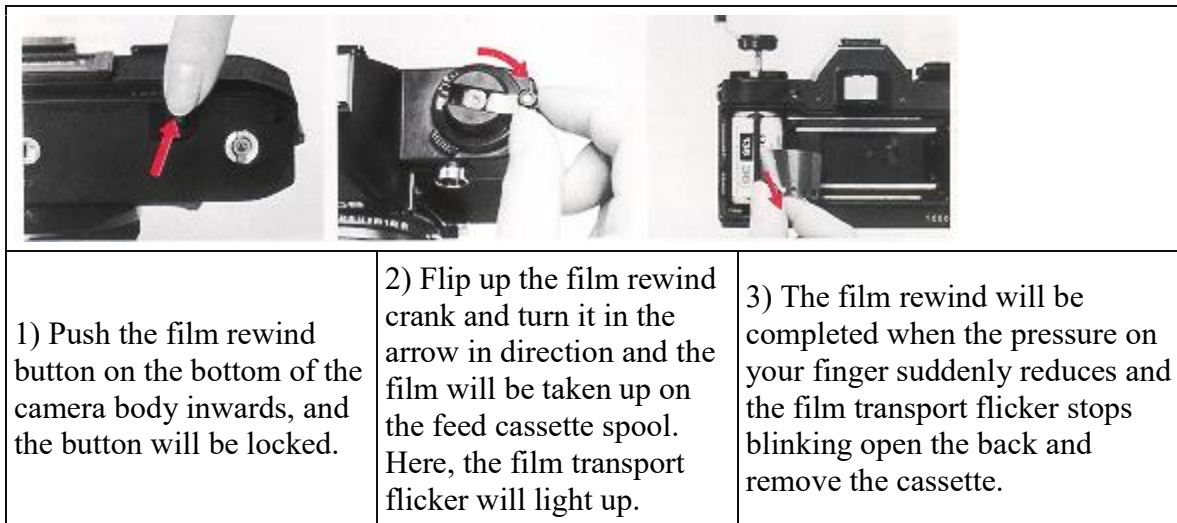 1) Push the film rewind
button on the bottom of the
camera body inwards, and
the button will be locked.
2) Flip up the film rewind
crank and turn it in the
arrow in direction and the
film will be taken up on
the feed cassette spool.
Here, the film transport
flicker will light up.
3) The film rewind will be
completed when the pressure on
your finger suddenly reduces and
the film transport flicker stops
blinking open the back and
remove the cassette.